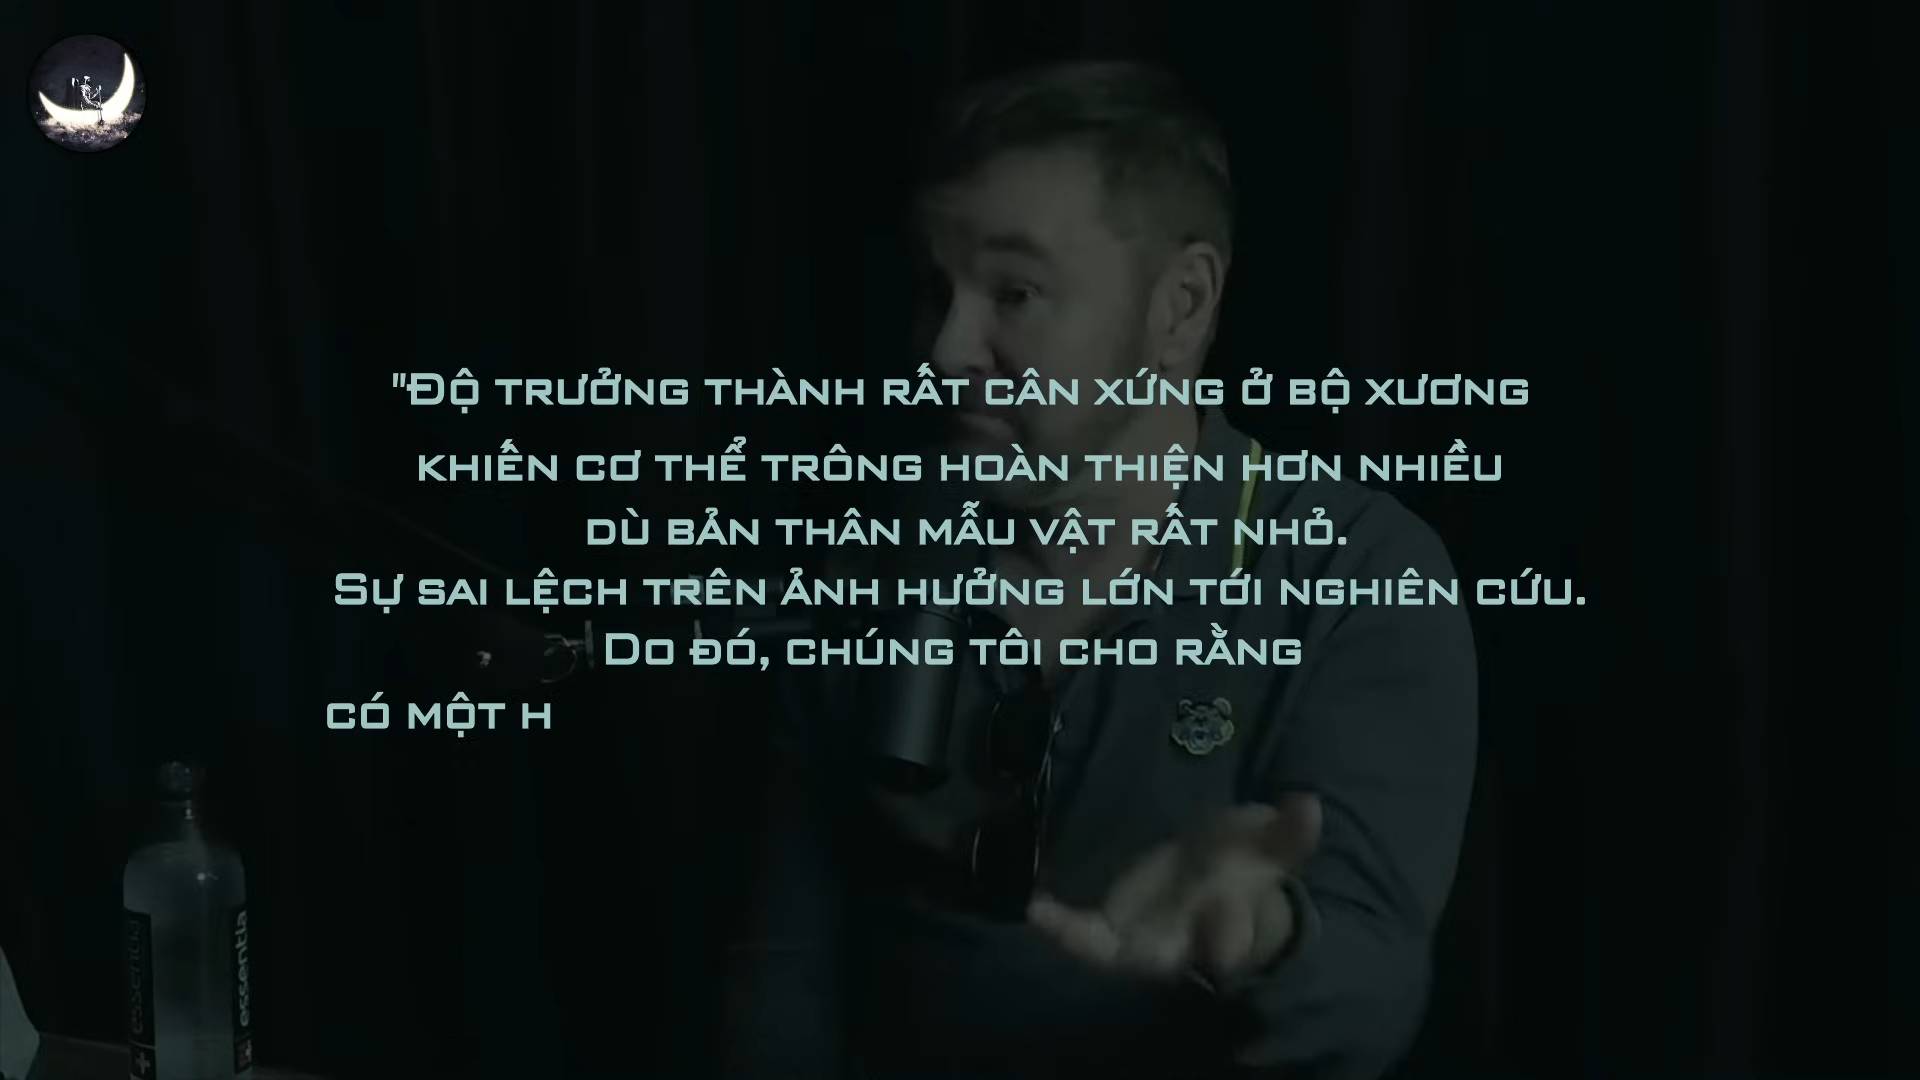 "Độ trưởng thành rất cân xứng ở bộ xương
khiến cơ thể trông hoàn thiện hơn nhiều
dù bản thân mẫu vật rất nhỏ.
Sự sai lệch trên ảnh hưởng lớn tới nghiên cứu.
Do đó, chúng tôi cho rằng
có một h
essentia
essentia